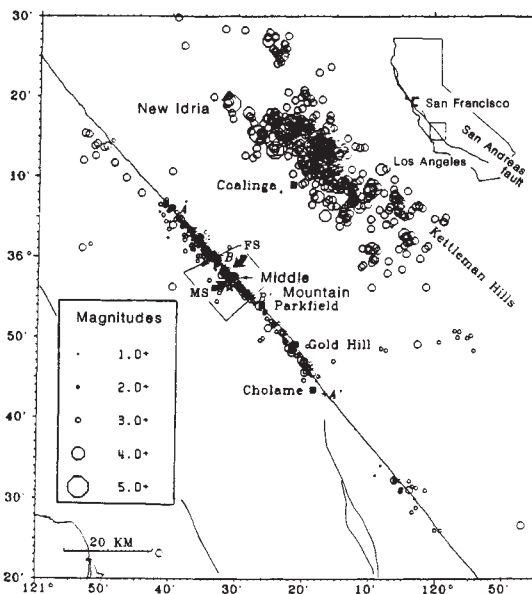 30'
20'
10'
36°
50'
40'
30'
20'
121°
50'
40'
30'
20'
10'
120°
50'
New Idria
San Francisco
San Andreas
fault
Los Angeles
Coalinga
Kettleman Hills
A
FS
B
Middle
Mountain
MS
B'
Parkfield
Gold Hill
Cholame
A'
Magnitudes
1.0+
2.0+
3.0+
4.0+
5.0+
20 KM